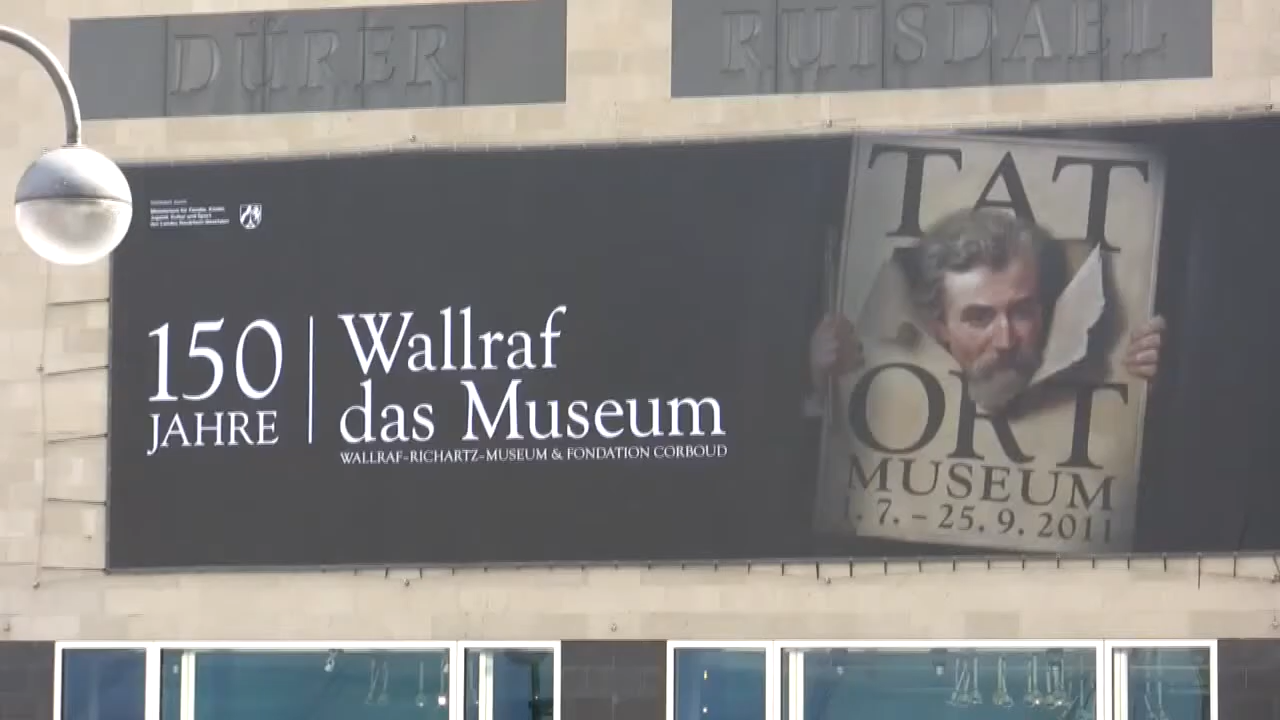 DÜRER
RUISDAEL
150
JAHRE
Wallraf
das Museum
WALLRAF-RICHARTZ-MUSEUM & FONDATION CORBOUD
TAT
ORT
MUSEUM
1. 7. – 25. 9. 2011